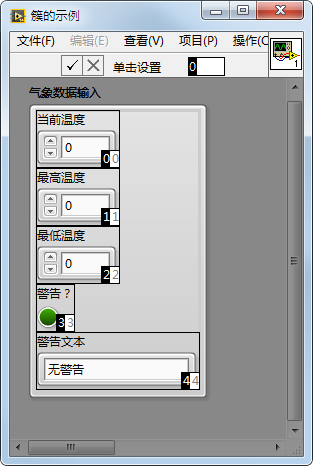 簇的示例
文件(F) 编辑(E) 查看(V) 项目(P) 操作(O
1
单击设置 0
气象数据输入
当前温度
0
0 0
最高温度
0
1 1
最低温度
0
2 2
警告？
3 3
警告文本
无警告
4 4